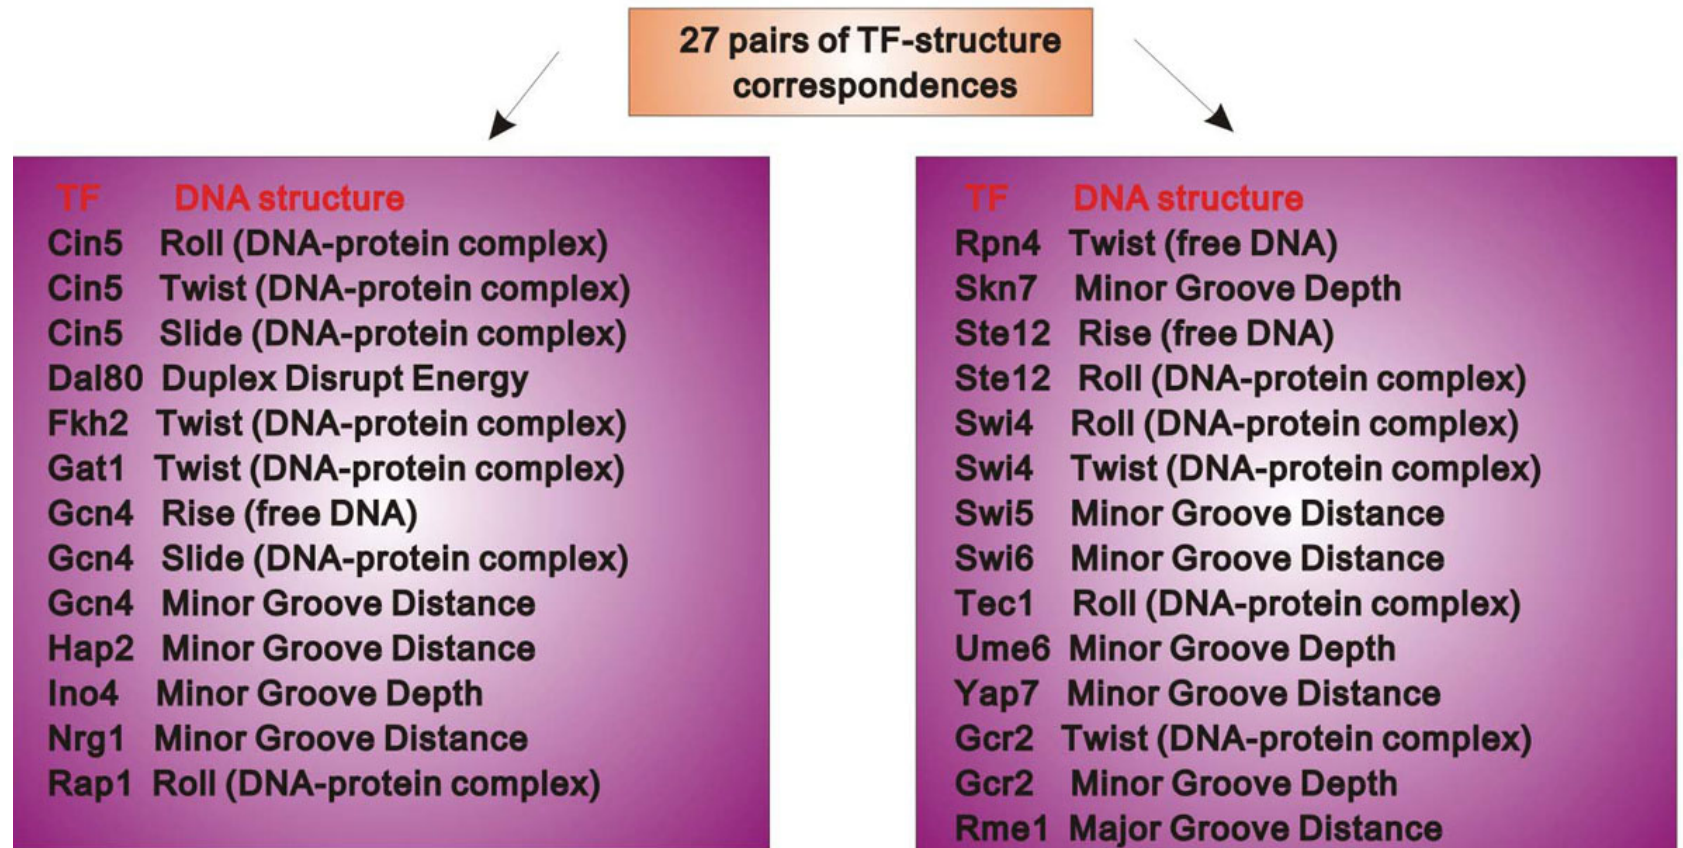 27 pairs of TF-structure
correspondences
TF DNA structure
Cin5 Roll (DNA-protein complex)
Cin5 Twist (DNA-protein complex)
Cin5 Slide (DNA-protein complex)
Dal80 Duplex Disrupt Energy
Fkh2 Twist (DNA-protein complex)
Gat1 Twist (DNA-protein complex)
Gcn4 Rise (free DNA)
Gcn4 Slide (DNA-protein complex)
Gcn4 Minor Groove Distance
Hap2 Minor Groove Distance
Ino4 Minor Groove Depth
Nrg1 Minor Groove Distance
Rap1 Roll (DNA-protein complex)
TF DNA structure
Rpn4 Twist (free DNA)
Skn7 Minor Groove Depth
Ste12 Rise (free DNA)
Ste12 Roll (DNA-protein complex)
Swi4 Roll (DNA-protein complex)
Swi4 Twist (DNA-protein complex)
Swi5 Minor Groove Distance
Swi6 Minor Groove Distance
Tec1 Roll (DNA-protein complex)
Ume6 Minor Groove Depth
Yap7 Minor Groove Distance
Gcr2 Twist (DNA-protein complex)
Gcr2 Minor Groove Depth
Rme1 Major Groove Distance